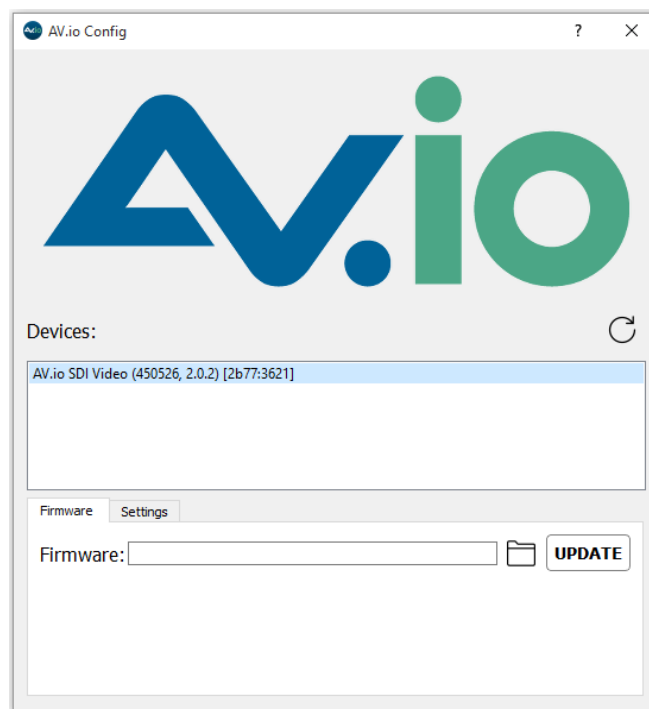 AV.io Config
AV.io
Devices:
AV.io SDI Video (450526, 2.0.2) [2b77:3621]
Firmware Settings
Firmware: UPDATE